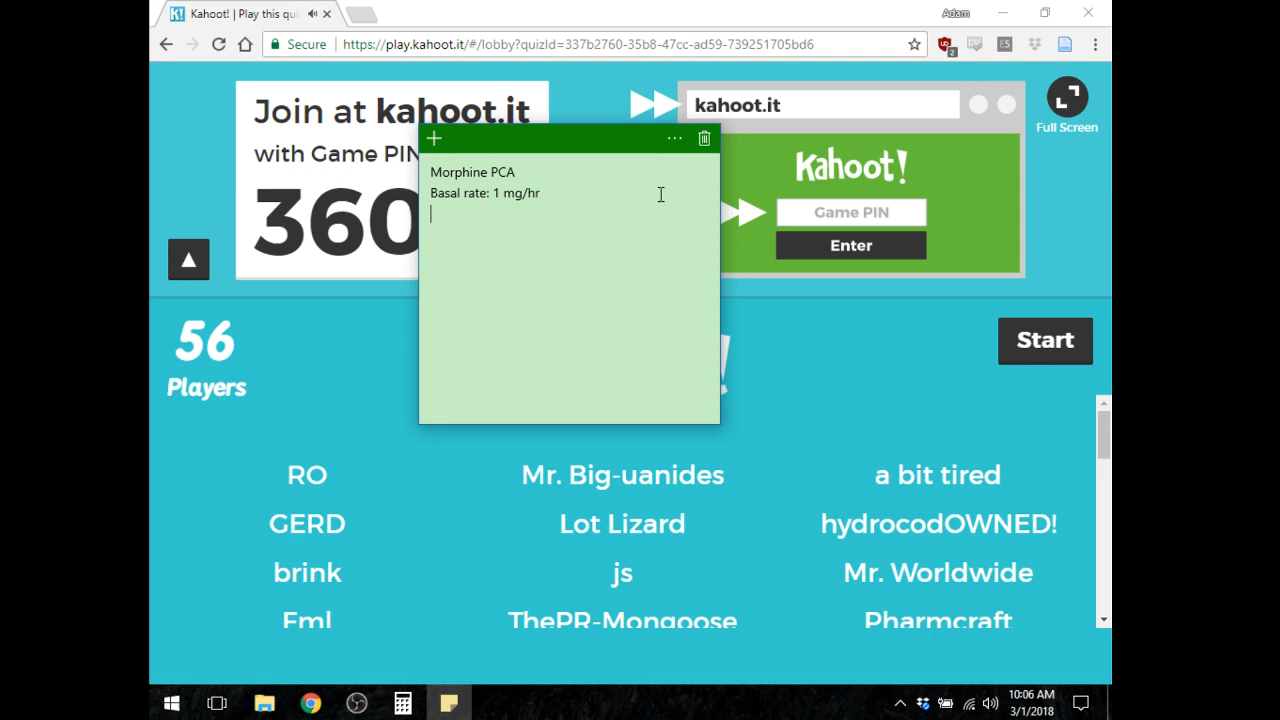 Kahoot! | Play this qu
Adam
Secure
https://play.kahoot.it/#/lobby?quizId=337b2760-35b8-47cc-ad59-739251705bd6
2
ES
Join at kahoot.it
with Game PIN
360
kahoot.it
Kahoot!
Game PIN
Enter
Full Screen
Morphine PCA
Basal rate: 1 mg/hr
56
Players
!
Start
RO
Mr. Big-uanides
a bit tired
GERD
Lot Lizard
hydrocodOWNED!
brink
js
Mr. Worldwide
Fml
ThePR-Mongoose
Pharmcraft
10:06 AM
3/1/2018